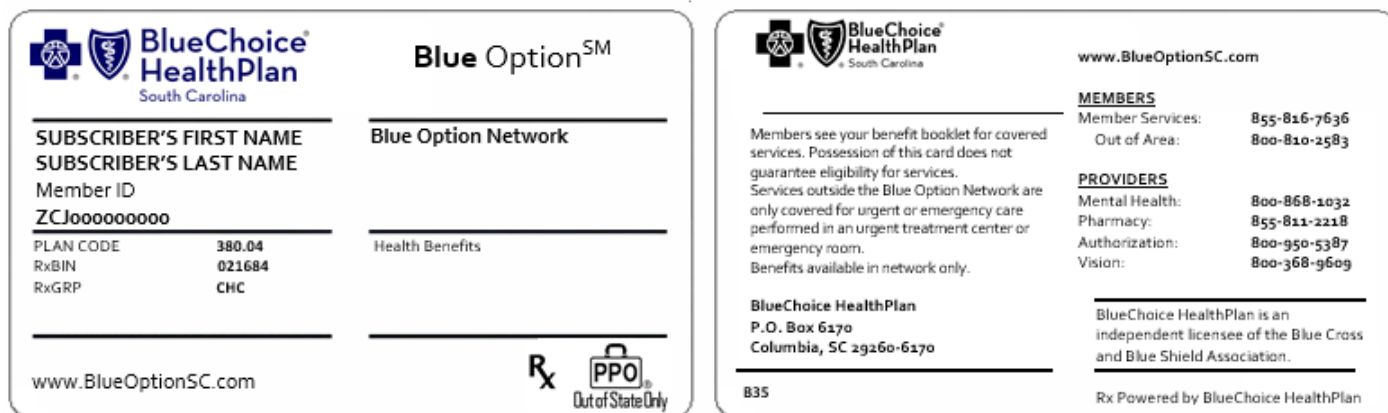 BlueChoice®
HealthPlan
South Carolina
Blue OptionSM
SUBSCRIBER'S FIRST NAME
SUBSCRIBER'S LAST NAME
Member ID
ZCJ000000000
Blue Option Network
PLAN CODE 380.04
RxBIN 021684
RxGRP CHC
Health Benefits
www.BlueOptionSC.com
Rx
PPO®
Out of State Only
BlueChoice®
HealthPlan
South Carolina
Members see your benefit booklet for covered
services. Possession of this card does not
guarantee eligibility for services.
Services outside the Blue Option Network are
only covered for urgent or emergency care
performed in an urgent treatment center or
emergency room.
Benefits available in network only.
BlueChoice HealthPlan
P.O. Box 6170
Columbia, SC 29260-6170
B35
www.BlueOptionSC.com
MEMBERS
Member Services: 855-816-7636
Out of Area: 800-810-2583
PROVIDERS
Mental Health: 800-868-1032
Pharmacy: 855-811-2218
Authorization: 800-950-5387
Vision: 800-368-9609
BlueChoice HealthPlan is an
independent licensee of the Blue Cross
and Blue Shield Association.
Rx Powered by BlueChoice HealthPlan